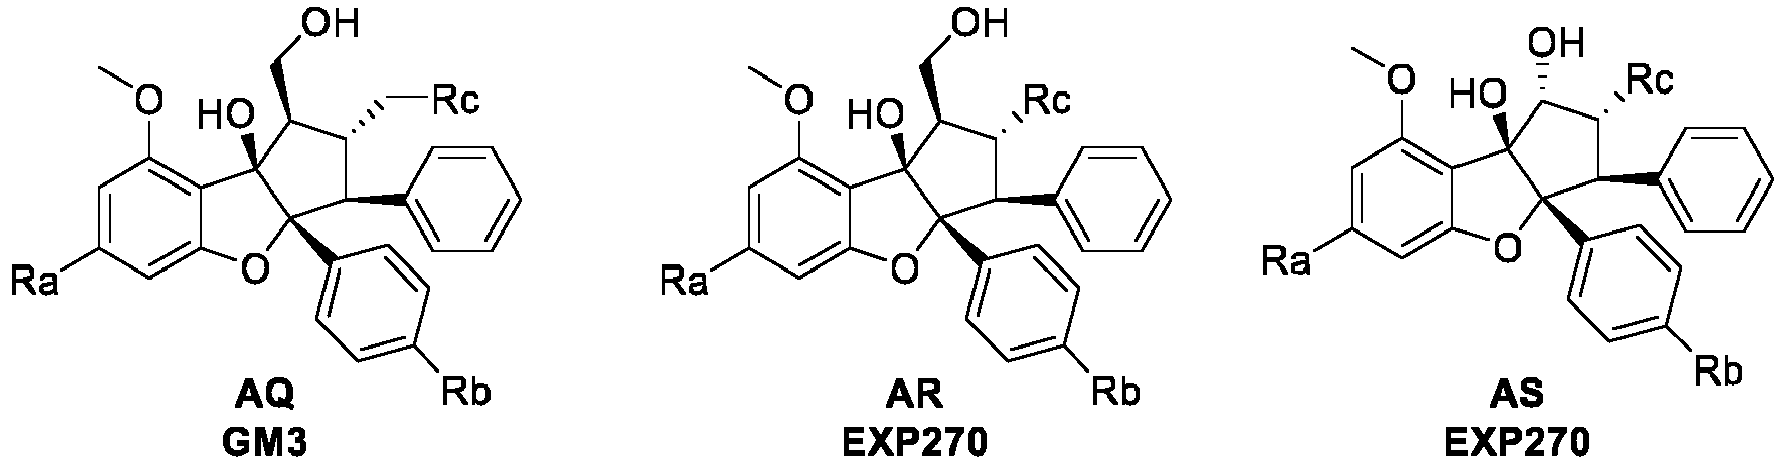 OH
O
HO
Rc
Ra
O
Rb
AQ
GM3
OH
O
HO
Rc
Ra
O
Rb
AR
EXP270
OH
O
HO
Rc
Ra
O
Rb
AS
EXP270